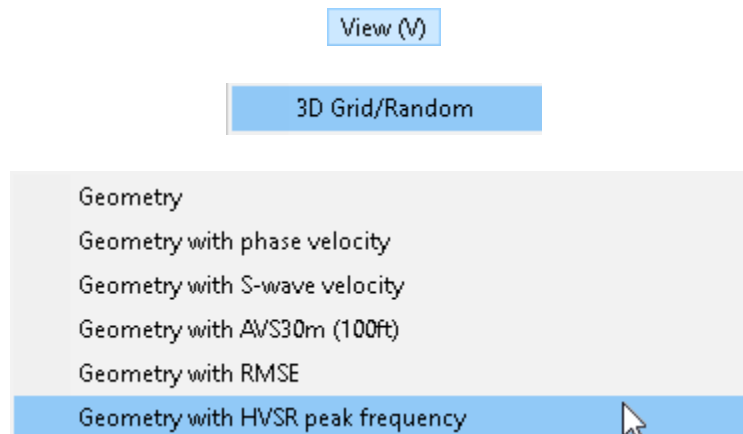 View (V)
3D Grid/Random
Geometry
Geometry with phase velocity
Geometry with S-wave velocity
Geometry with AVS30m (100ft)
Geometry with RMSE
Geometry with HVSR peak frequency